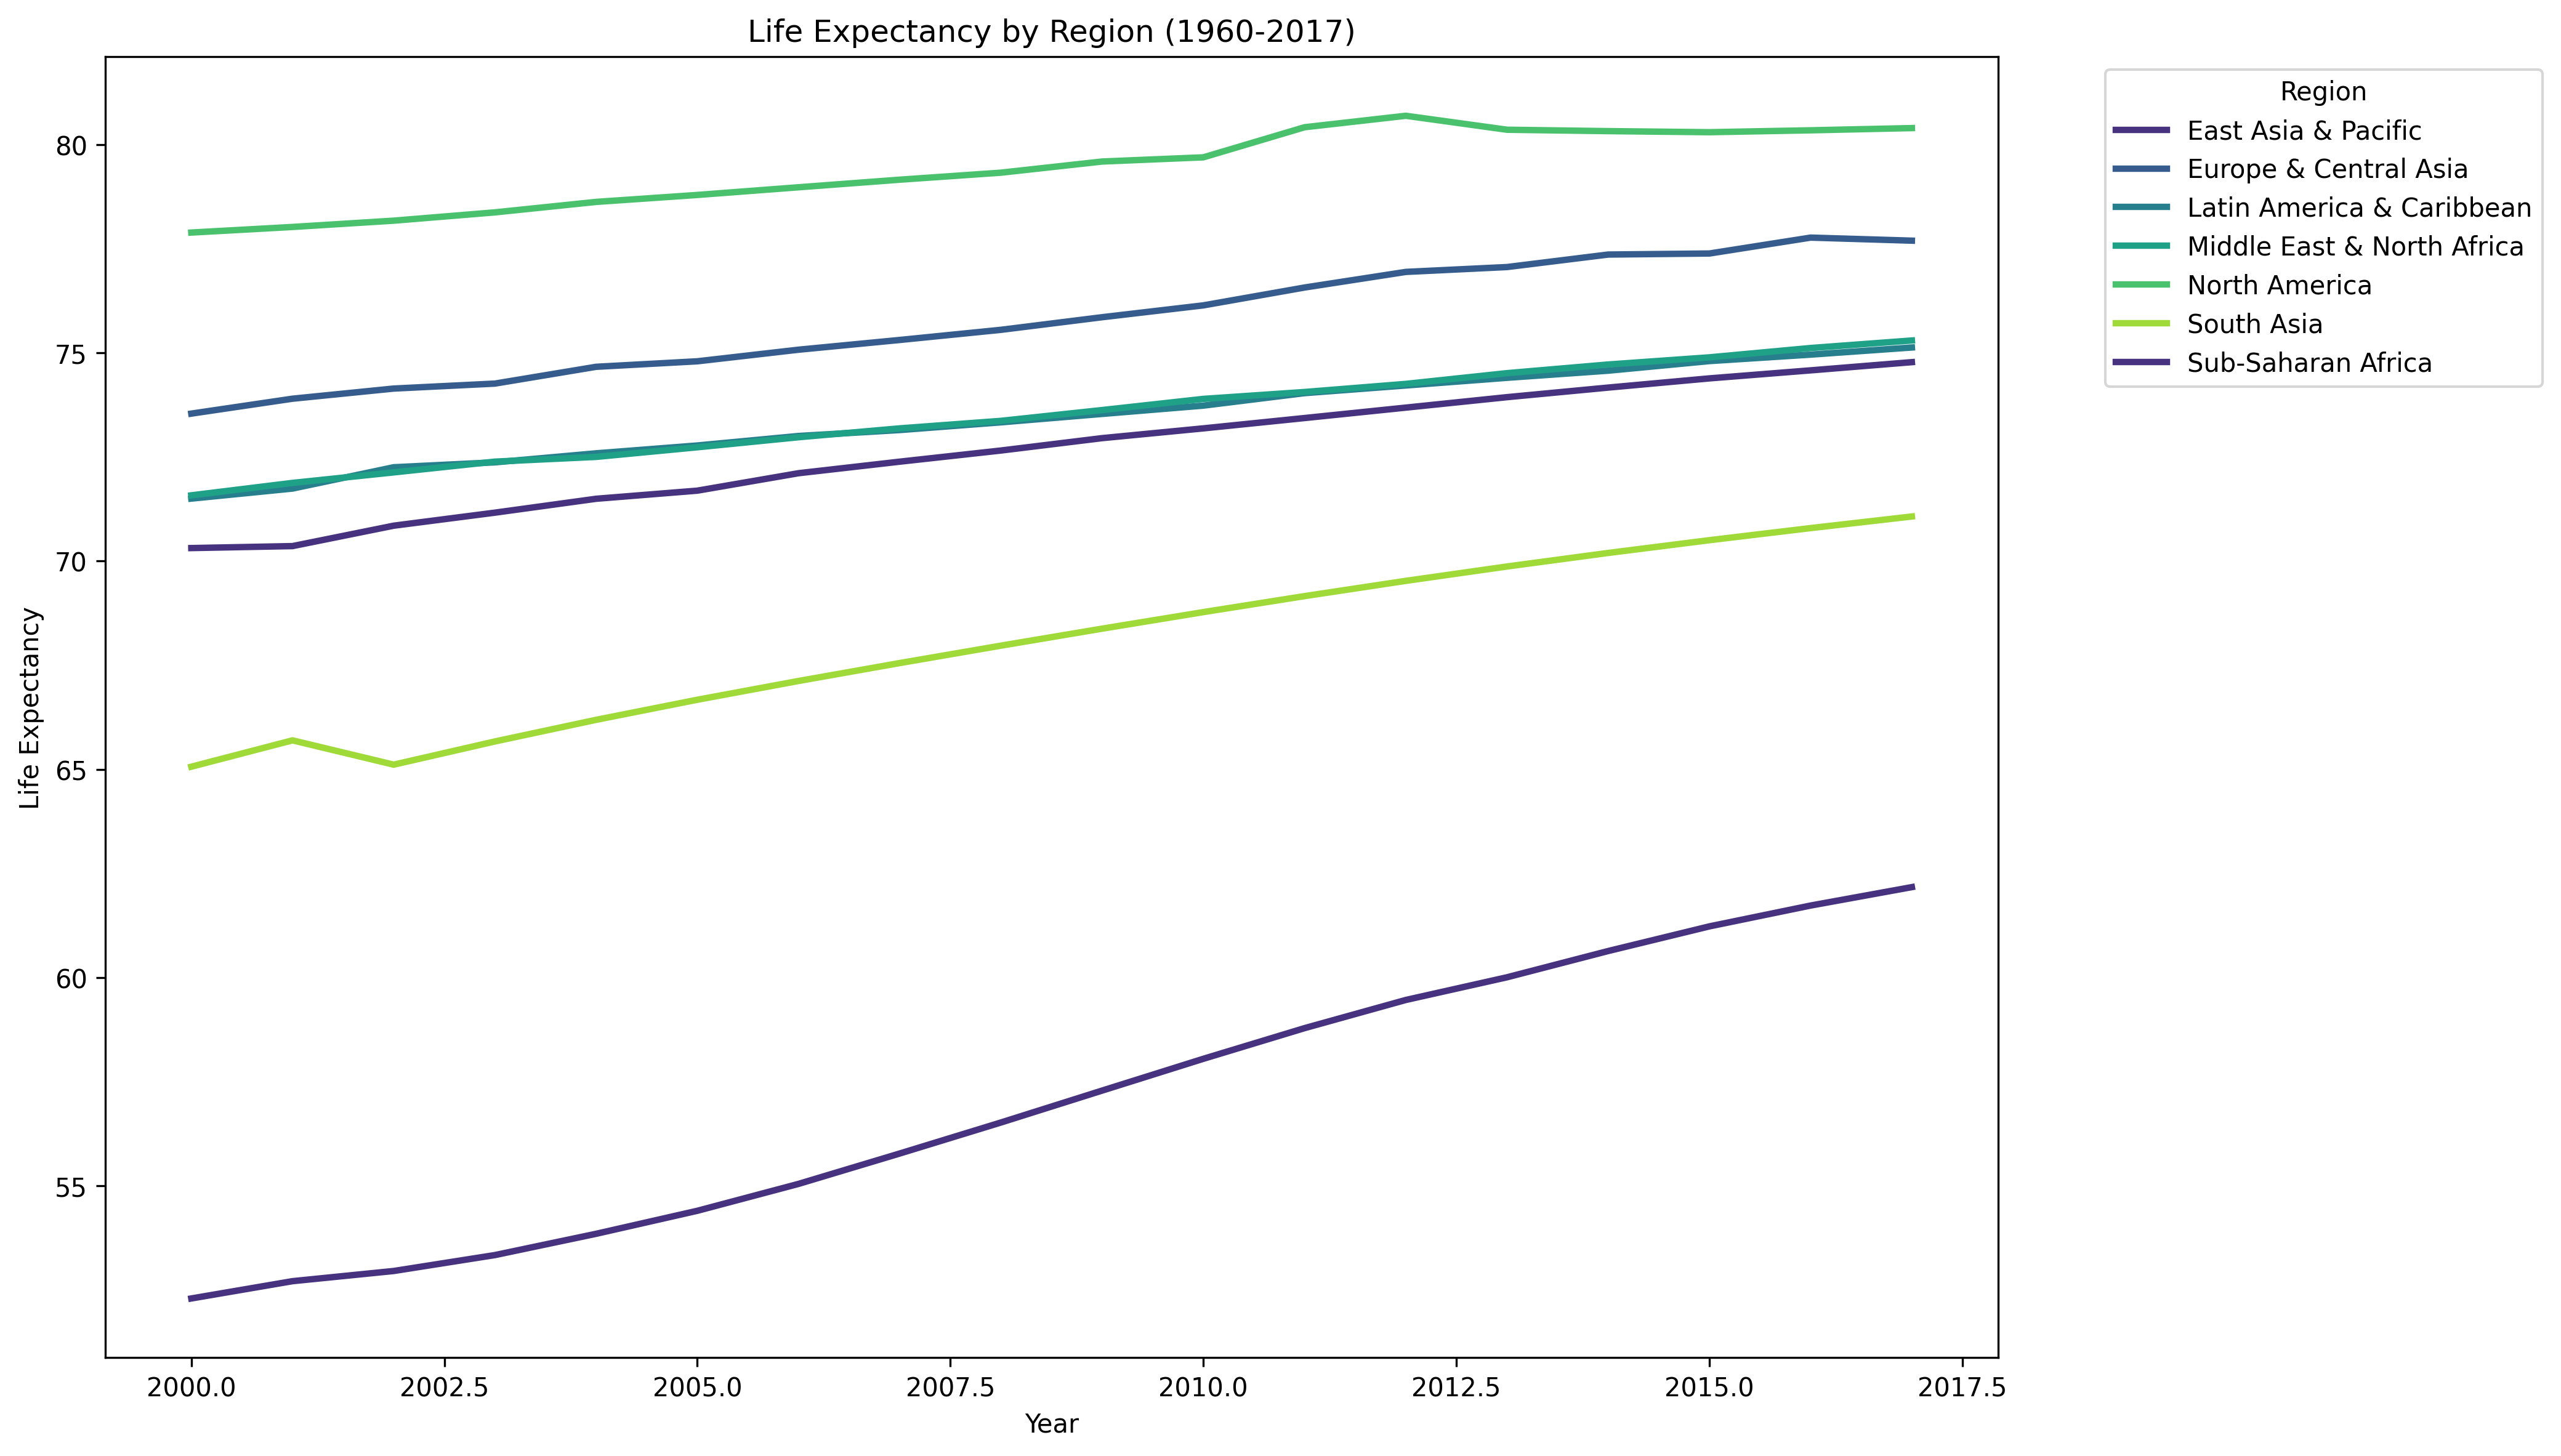 Life Expectancy by Region (1960-2017)
Region
East Asia & Pacific
Europe & Central Asia
Latin America & Caribbean
Middle East & North Africa
North America
South Asia
Sub-Saharan Africa
Life Expectancy
80
75
70
65
60
55
2000.0 2002.5 2005.0 2007.5 2010.0 2012.5 2015.0 2017.5
Year